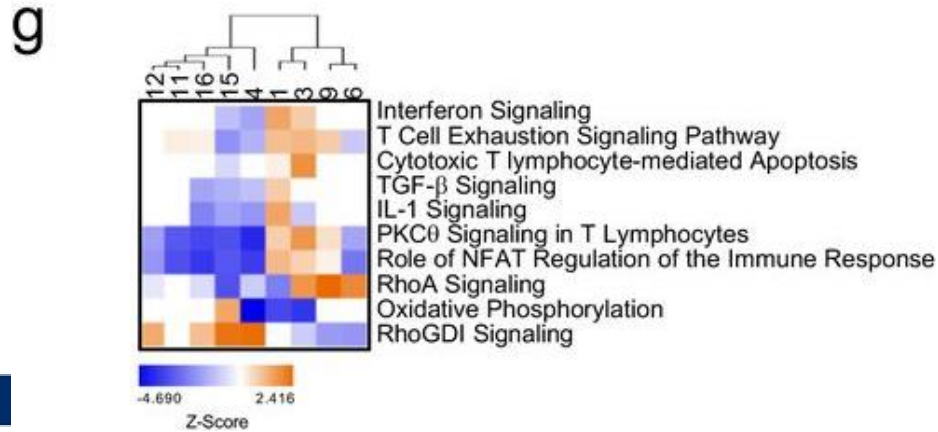 g
12 11 16 15 4 1 3 9 6
Interferon Signaling
T Cell Exhaustion Signaling Pathway
Cytotoxic T lymphocyte-mediated Apoptosis
TGF-β Signaling
IL-1 Signaling
PKCθ Signaling in T Lymphocytes
Role of NFAT Regulation of the Immune Response
RhoA Signaling
Oxidative Phosphorylation
RhoGDI Signaling
-4.690 2.416
Z-Score